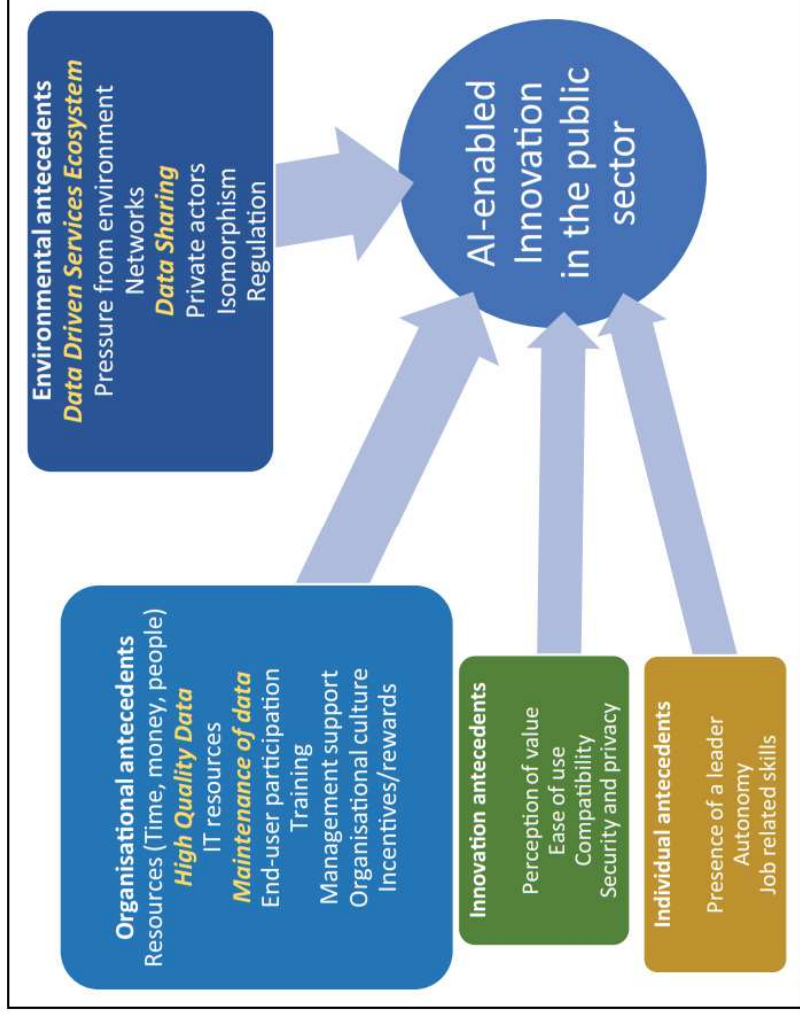 Environmental antecedents
Data Driven Services Ecosystem
Pressure from environment
Networks
Data Sharing
Private actors
Isomorphism
Regulation
Organisational antecedents
Resources (Time, money, people)
High Quality Data
IT resources
Maintenance of data
End-user participation
Training
Management support
Organisational culture
Incentives/rewards
AI-enabled
Innovation
in the public
sector
Innovation antecedents
Perception of value
Ease of use
Compatibility
Security and privacy
Individual antecedents
Presence of a leader
Autonomy
Job related skills